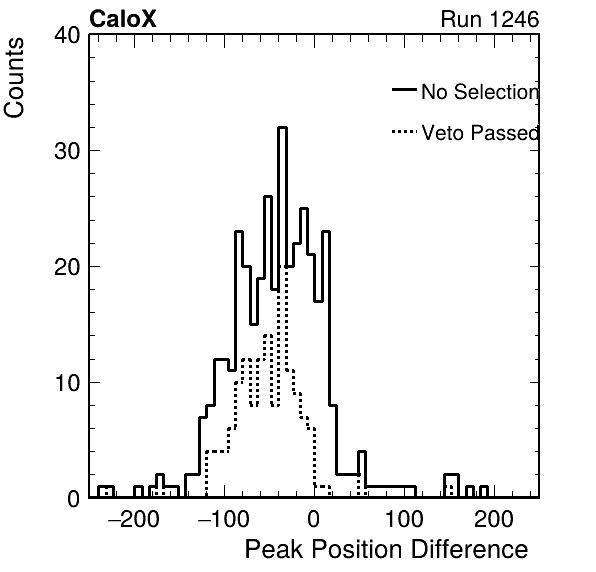 CaloX Run 1246
Counts
40
30
20
10
0
No Selection
Veto Passed
−200 −100 0 100 200
Peak Position Difference